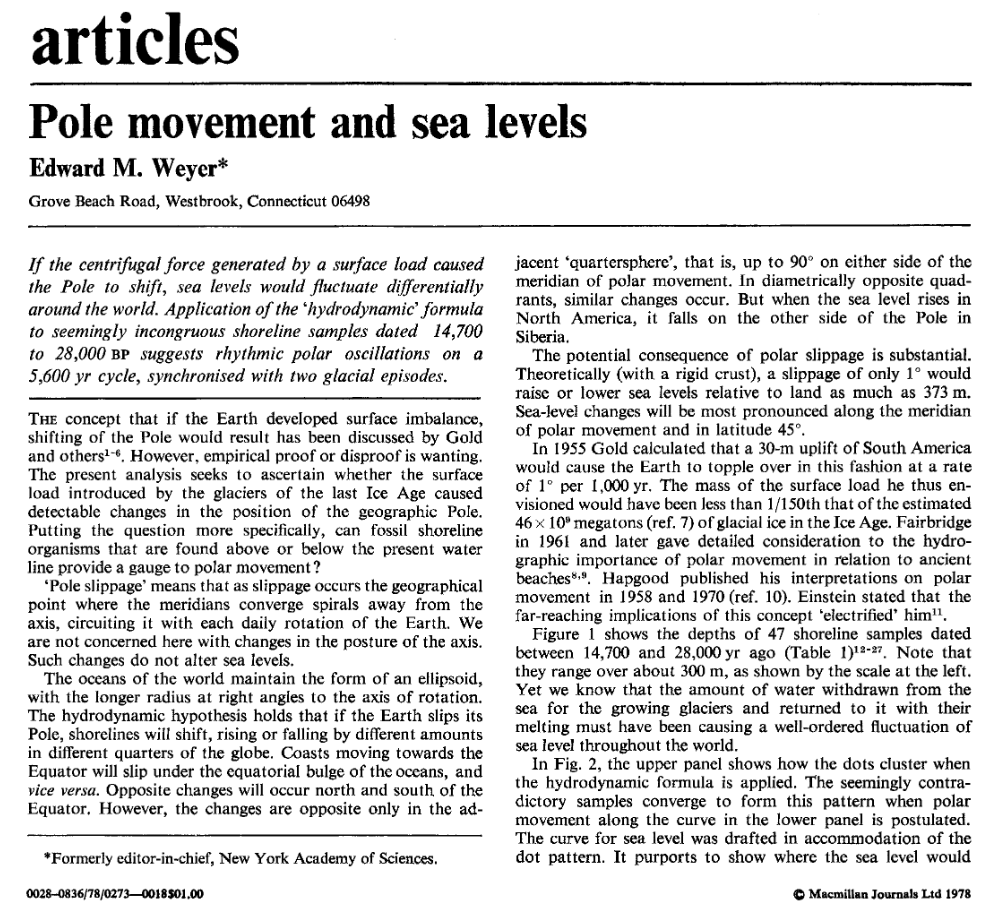 articles
Pole movement and sea levels
Edward M. Weyer*
Grove Beach Road, Westbrook, Connecticut 06498
If the centrifugal force generated by a surface load caused
the Pole to shift, sea levels would fluctuate differentially
around the world. Application of the 'hydrodynamic' formula
to seemingly incongruous shoreline samples dated 14,700
to 28,000 BP suggests rhythmic polar oscillations on a
5,600 yr cycle, synchronised with two glacial episodes.
THE concept that if the Earth developed surface imbalance,
shifting of the Pole would result has been discussed by Gold
and others¹⁻⁶. However, empirical proof or disproof is wanting.
The present analysis seeks to ascertain whether the surface
load introduced by the glaciers of the last Ice Age caused
detectable changes in the position of the geographic Pole.
Putting the question more specifically, can fossil shoreline
organisms that are found above or below the present water
line provide a gauge to polar movement?
'Pole slippage' means that as slippage occurs the geographical
point where the meridians converge spirals away from the
axis, circuiting it with each daily rotation of the Earth. We
are not concerned here with changes in the posture of the axis.
Such changes do not alter sea levels.
The oceans of the world maintain the form of an ellipsoid,
with the longer radius at right angles to the axis of rotation.
The hydrodynamic hypothesis holds that if the Earth slips its
Pole, shorelines will shift, rising or falling by different amounts
in different quarters of the globe. Coasts moving towards the
Equator will slip under the equatorial bulge of the oceans, and
vice versa. Opposite changes will occur north and south of the
Equator. However, the changes are opposite only in the ad-
*Formerly editor-in-chief, New York Academy of Sciences.
0028-0836/78/0273—0018$01.00
jacent 'quartersphere', that is, up to 90° on either side of the
meridian of polar movement. In diametrically opposite quad-
rants, similar changes occur. But when the sea level rises in
North America, it falls on the other side of the Pole in
Siberia.
The potential consequence of polar slippage is substantial.
Theoretically (with a rigid crust), a slippage of only 1° would
raise or lower sea levels relative to land as much as 373 m.
Sea-level changes will be most pronounced along the meridian
of polar movement and in latitude 45°.
In 1955 Gold calculated that a 30-m uplift of South America
would cause the Earth to topple over in this fashion at a rate
of 1° per 1,000 yr. The mass of the surface load he thus en-
visioned would have been less than 1/150th that of the estimated
46 × 10⁹ megatons (ref. 7) of glacial ice in the Ice Age. Fairbridge
in 1961 and later gave detailed consideration to the hydro-
graphic importance of polar movement in relation to ancient
beaches⁸,⁹. Hapgood published his interpretations on polar
movement in 1958 and 1970 (ref. 10). Einstein stated that the
far-reaching implications of this concept 'electrified' him¹¹.
Figure 1 shows the depths of 47 shoreline samples dated
between 14,700 and 28,000 yr ago (Table 1)¹²⁻²⁷. Note that
they range over about 300 m, as shown by the scale at the left.
Yet we know that the amount of water withdrawn from the
sea for the growing glaciers and returned to it with their
melting must have been causing a well-ordered fluctuation of
sea level throughout the world.
In Fig. 2, the upper panel shows how the dots cluster when
the hydrodynamic formula is applied. The seemingly contra-
dictory samples converge to form this pattern when polar
movement along the curve in the lower panel is postulated.
The curve for sea level was drafted in accommodation of the
dot pattern. It purports to show where the sea level would
© Macmillan Journals Ltd 1978